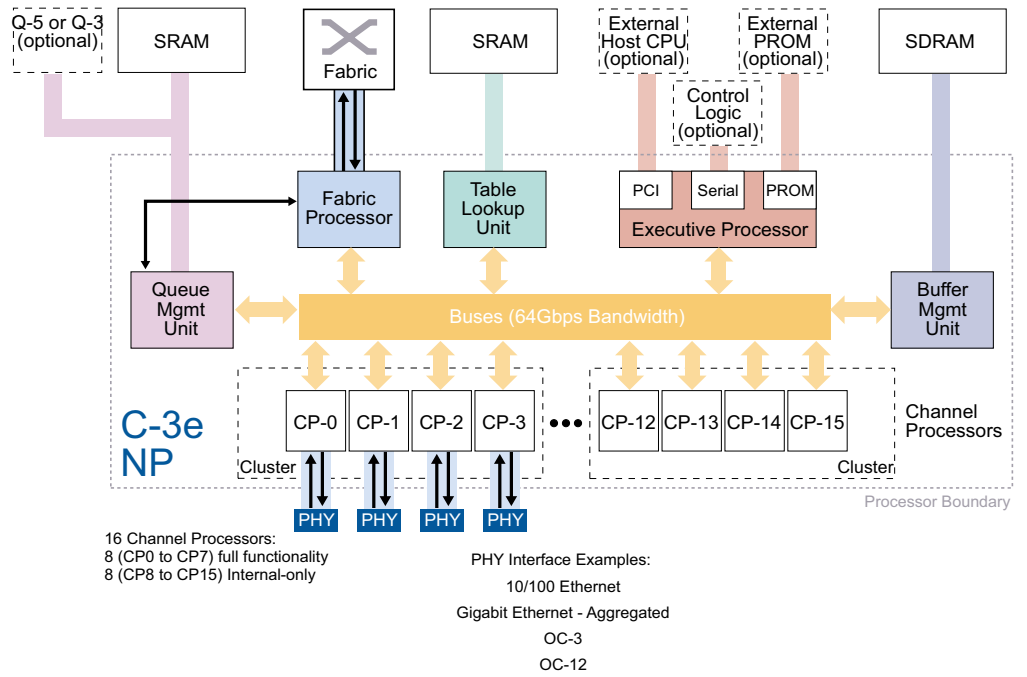 Q-5 or Q-3
(optional)
SRAM
Fabric
SRAM
External
Host CPU
(optional)
External
PROM
(optional)
SDRAM
Control
Logic
(optional)
Fabric
Processor
Table
Lookup
Unit
PCI
Serial
PROM
Executive Processor
Queue
Mgmt
Unit
Buses (64Gbps Bandwidth)
Buffer
Mgmt
Unit
C-3e
NP
CP-0
CP-1
CP-2
CP-3
CP-12
CP-13
CP-14
CP-15
Channel
Processors
Cluster
Cluster
Processor Boundary
PHY
PHY
PHY
PHY
16 Channel Processors:
8 (CP0 to CP7) full functionality
8 (CP8 to CP15) Internal-only
PHY Interface Examples:
10/100 Ethernet
Gigabit Ethernet - Aggregated
OC-3
OC-12